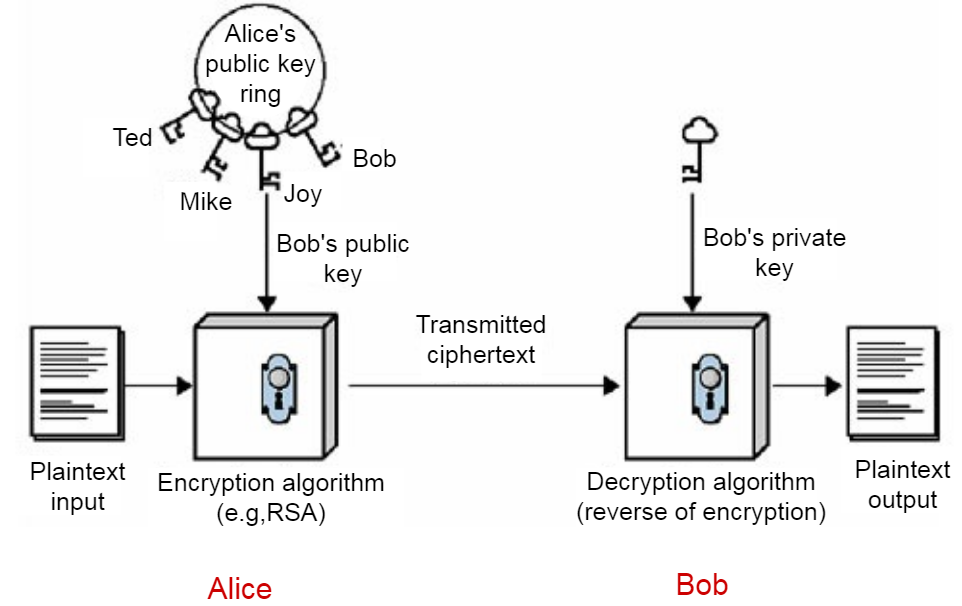 Alice's
public key
ring
Ted
Bob
Mike
Joy
Bob's public
key
Bob's private
key
Transmitted
ciphertext
Plaintext
input
Encryption algorithm
(e.g,RSA)
Decryption algorithm
(reverse of encryption)
Plaintext
output
Alice
Bob